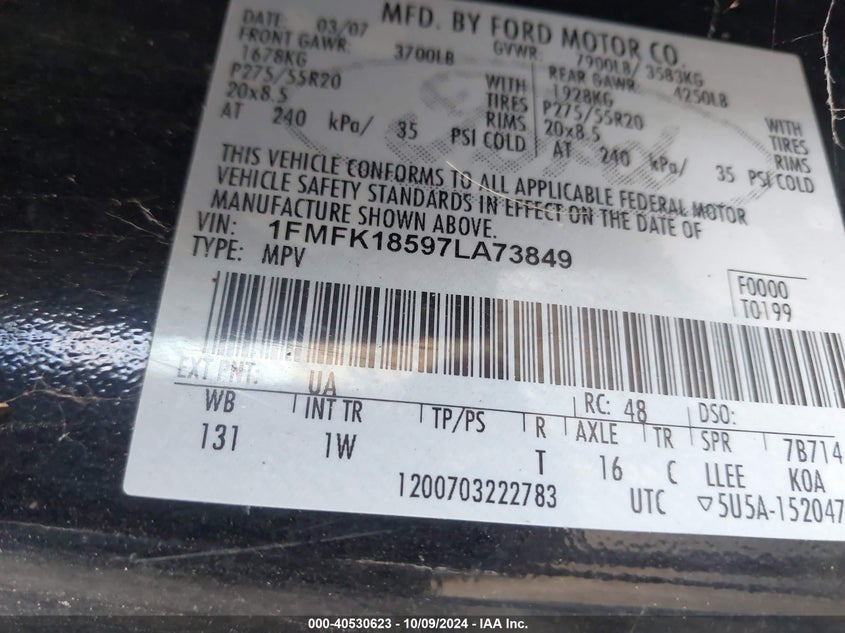 MFD. BY FORD MOTOR CO.
DATE: 03/07 GVWR: 7900LB/ 3583KG
FRONT GAWR: 3700LB REAR GAWR: 4250LB
1678KG WITH 1928KG WITH
P275/55R20 TIRES P275/55R20 TIRES
20x8.5 RIMS 20x8.5 RIMS
AT 240 kPa/ 35 PSI COLD AT 240 kPa/ 35 PSI COLD
THIS VEHICLE CONFORMS TO ALL APPLICABLE FEDERAL MOTOR
VEHICLE SAFETY STANDARDS IN EFFECT ON THE DATE OF
MANUFACTURE SHOWN ABOVE.
VIN: 1FMFK18597LA73849
TYPE: MPV
F0000
T0199
EXT PNT: UA RC: 48 DSO:
WB INT TR TP/PS R AXLE TR SPR 7B714
131 1W T 16 C LLEE KOA
1200703222783 UTC ▽5U5A-152047
000-40530623 | 10/09/2024 - IAA Inc.